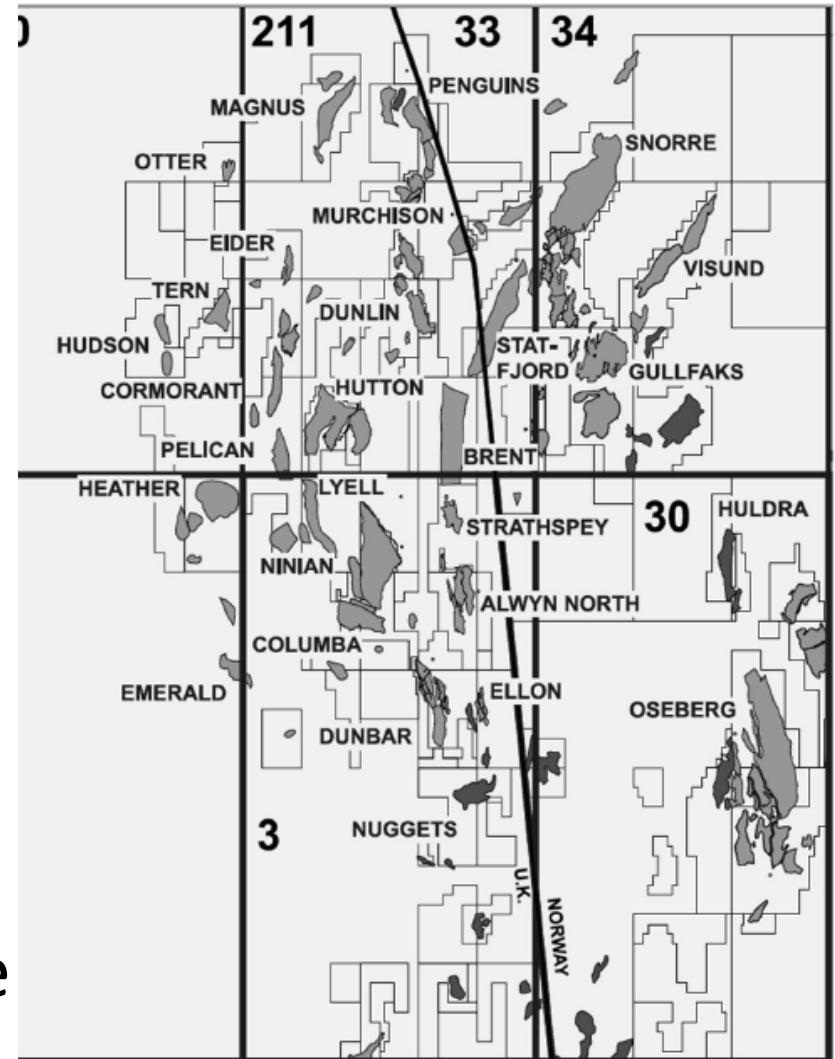 0
211
33
34
PENGUINS
MAGNUS
SNORRE
OTTER
MURCHISON
EIDER
VISUND
TERN
DUNLIN
HUDSON
STAT-
FJORD
GULLFAKS
CORMORANT
HUTTON
PELICAN
BRENT
HEATHER
LYELL
30
HULDRA
STRATHSPEY
NINIAN
ALWYN NORTH
COLUMBA
EMERALD
ELLON
OSEBERG
DUNBAR
3
NUGGETS
U.K.
NORWAY
e